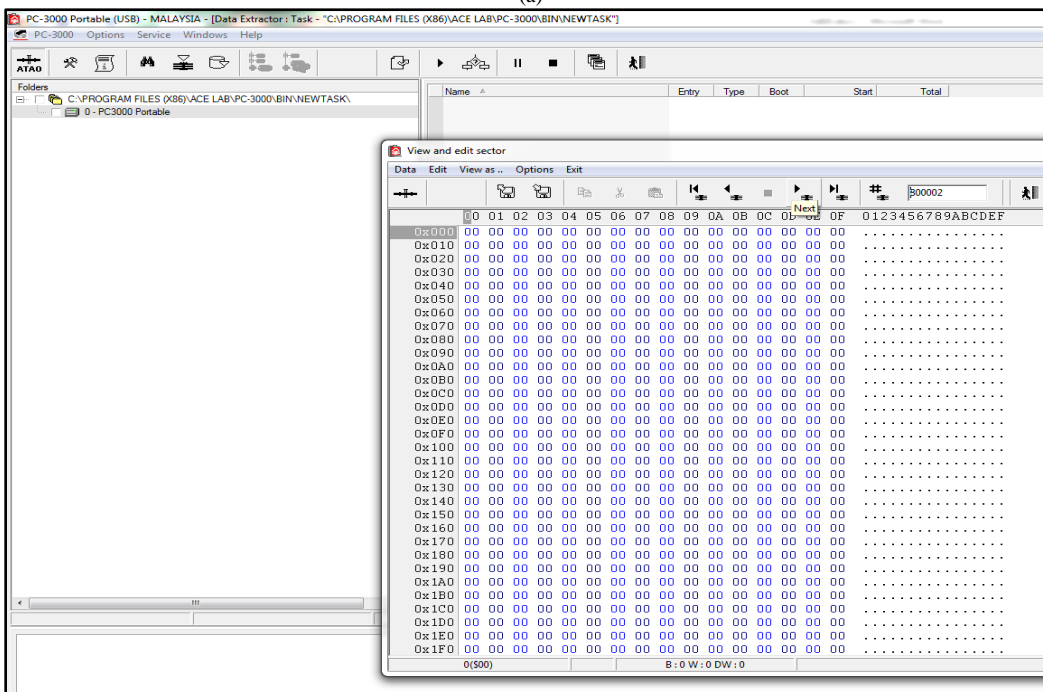 (a)
PC-3000 Portable (USB) - MALAYSIA - [Data Extractor : Task - "C:\PROGRAM FILES (X86)\ACE LAB\PC-3000\BIN\NEWTASK"]
PC-3000 Options Service Windows Help
ATA0
Folders
C:\PROGRAM FILES (X86)\ACE LAB\PC-3000\BIN\NEWTASK\
0 - PC3000 Portable
Name Entry Type Boot Start Total
View and edit sector
Data Edit View as .. Options Exit
800002
Next
00 01 02 03 04 05 06 07 08 09 0A 0B 0C 0D 0E 0F 0123456789ABCDEF
0x000 00 00 00 00 00 00 00 00 00 00 00 00 00 00 00 00 ................
0x010 00 00 00 00 00 00 00 00 00 00 00 00 00 00 00 00 ................
0x020 00 00 00 00 00 00 00 00 00 00 00 00 00 00 00 00 ................
0x030 00 00 00 00 00 00 00 00 00 00 00 00 00 00 00 00 ................
0x040 00 00 00 00 00 00 00 00 00 00 00 00 00 00 00 00 ................
0x050 00 00 00 00 00 00 00 00 00 00 00 00 00 00 00 00 ................
0x060 00 00 00 00 00 00 00 00 00 00 00 00 00 00 00 00 ................
0x070 00 00 00 00 00 00 00 00 00 00 00 00 00 00 00 00 ................
0x080 00 00 00 00 00 00 00 00 00 00 00 00 00 00 00 00 ................
0x090 00 00 00 00 00 00 00 00 00 00 00 00 00 00 00 00 ................
0x0A0 00 00 00 00 00 00 00 00 00 00 00 00 00 00 00 00 ................
0x0B0 00 00 00 00 00 00 00 00 00 00 00 00 00 00 00 00 ................
0x0C0 00 00 00 00 00 00 00 00 00 00 00 00 00 00 00 00 ................
0x0D0 00 00 00 00 00 00 00 00 00 00 00 00 00 00 00 00 ................
0x0E0 00 00 00 00 00 00 00 00 00 00 00 00 00 00 00 00 ................
0x0F0 00 00 00 00 00 00 00 00 00 00 00 00 00 00 00 00 ................
0x100 00 00 00 00 00 00 00 00 00 00 00 00 00 00 00 00 ................
0x110 00 00 00 00 00 00 00 00 00 00 00 00 00 00 00 00 ................
0x120 00 00 00 00 00 00 00 00 00 00 00 00 00 00 00 00 ................
0x130 00 00 00 00 00 00 00 00 00 00 00 00 00 00 00 00 ................
0x140 00 00 00 00 00 00 00 00 00 00 00 00 00 00 00 00 ................
0x150 00 00 00 00 00 00 00 00 00 00 00 00 00 00 00 00 ................
0x160 00 00 00 00 00 00 00 00 00 00 00 00 00 00 00 00 ................
0x170 00 00 00 00 00 00 00 00 00 00 00 00 00 00 00 00 ................
0x180 00 00 00 00 00 00 00 00 00 00 00 00 00 00 00 00 ................
0x190 00 00 00 00 00 00 00 00 00 00 00 00 00 00 00 00 ................
0x1A0 00 00 00 00 00 00 00 00 00 00 00 00 00 00 00 00 ................
0x1B0 00 00 00 00 00 00 00 00 00 00 00 00 00 00 00 00 ................
0x1C0 00 00 00 00 00 00 00 00 00 00 00 00 00 00 00 00 ................
0x1D0 00 00 00 00 00 00 00 00 00 00 00 00 00 00 00 00 ................
0x1E0 00 00 00 00 00 00 00 00 00 00 00 00 00 00 00 00 ................
0x1F0 00 00 00 00 00 00 00 00 00 00 00 00 00 00 00 00 ................
0($00) B : 0 W : 0 DW : 0